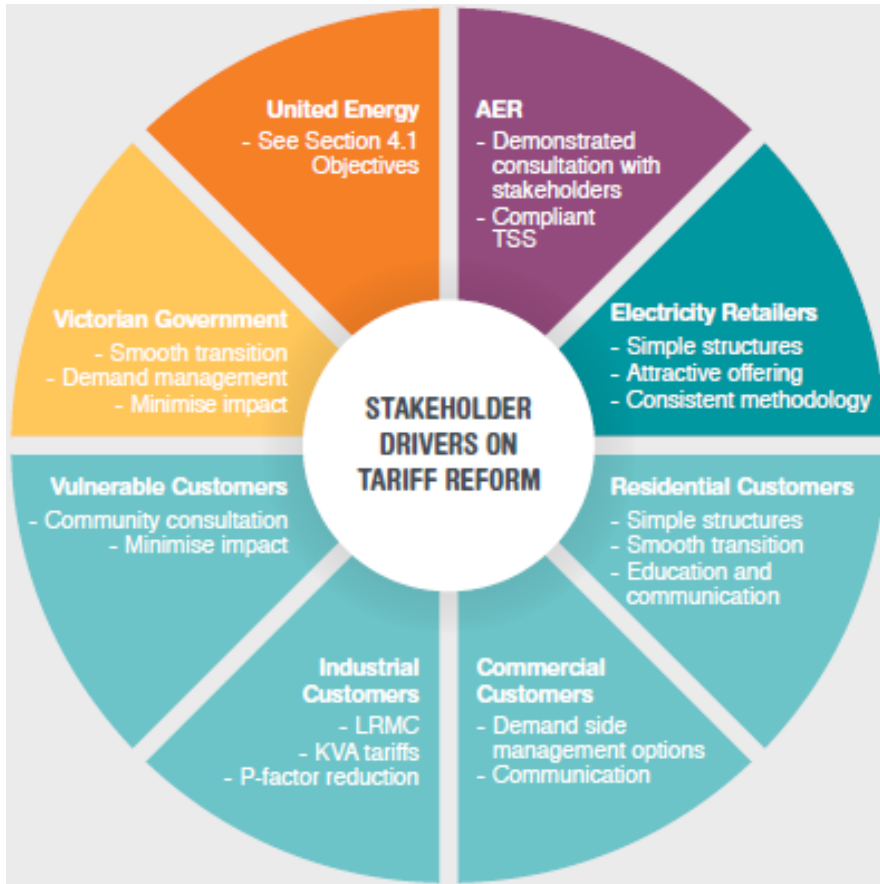 United Energy
- See Section 4.1
Objectives
AER
- Demonstrated
consultation with
stakeholders
- Compliant
TSS
Electricity Retailers
- Simple structures
- Attractive offering
- Consistent methodology
Residential Customers
- Simple structures
- Smooth transition
- Education and
communication
Commercial
Customers
- Demand side
management options
- Communication
Industrial
Customers
- LRMC
- KVA tariffs
- P-factor reduction
Vulnerable Customers
- Community consultation
- Minimise impact
Victorian Government
- Smooth transition
- Demand management
- Minimise impact
STAKEHOLDER
DRIVERS ON
TARIFF REFORM